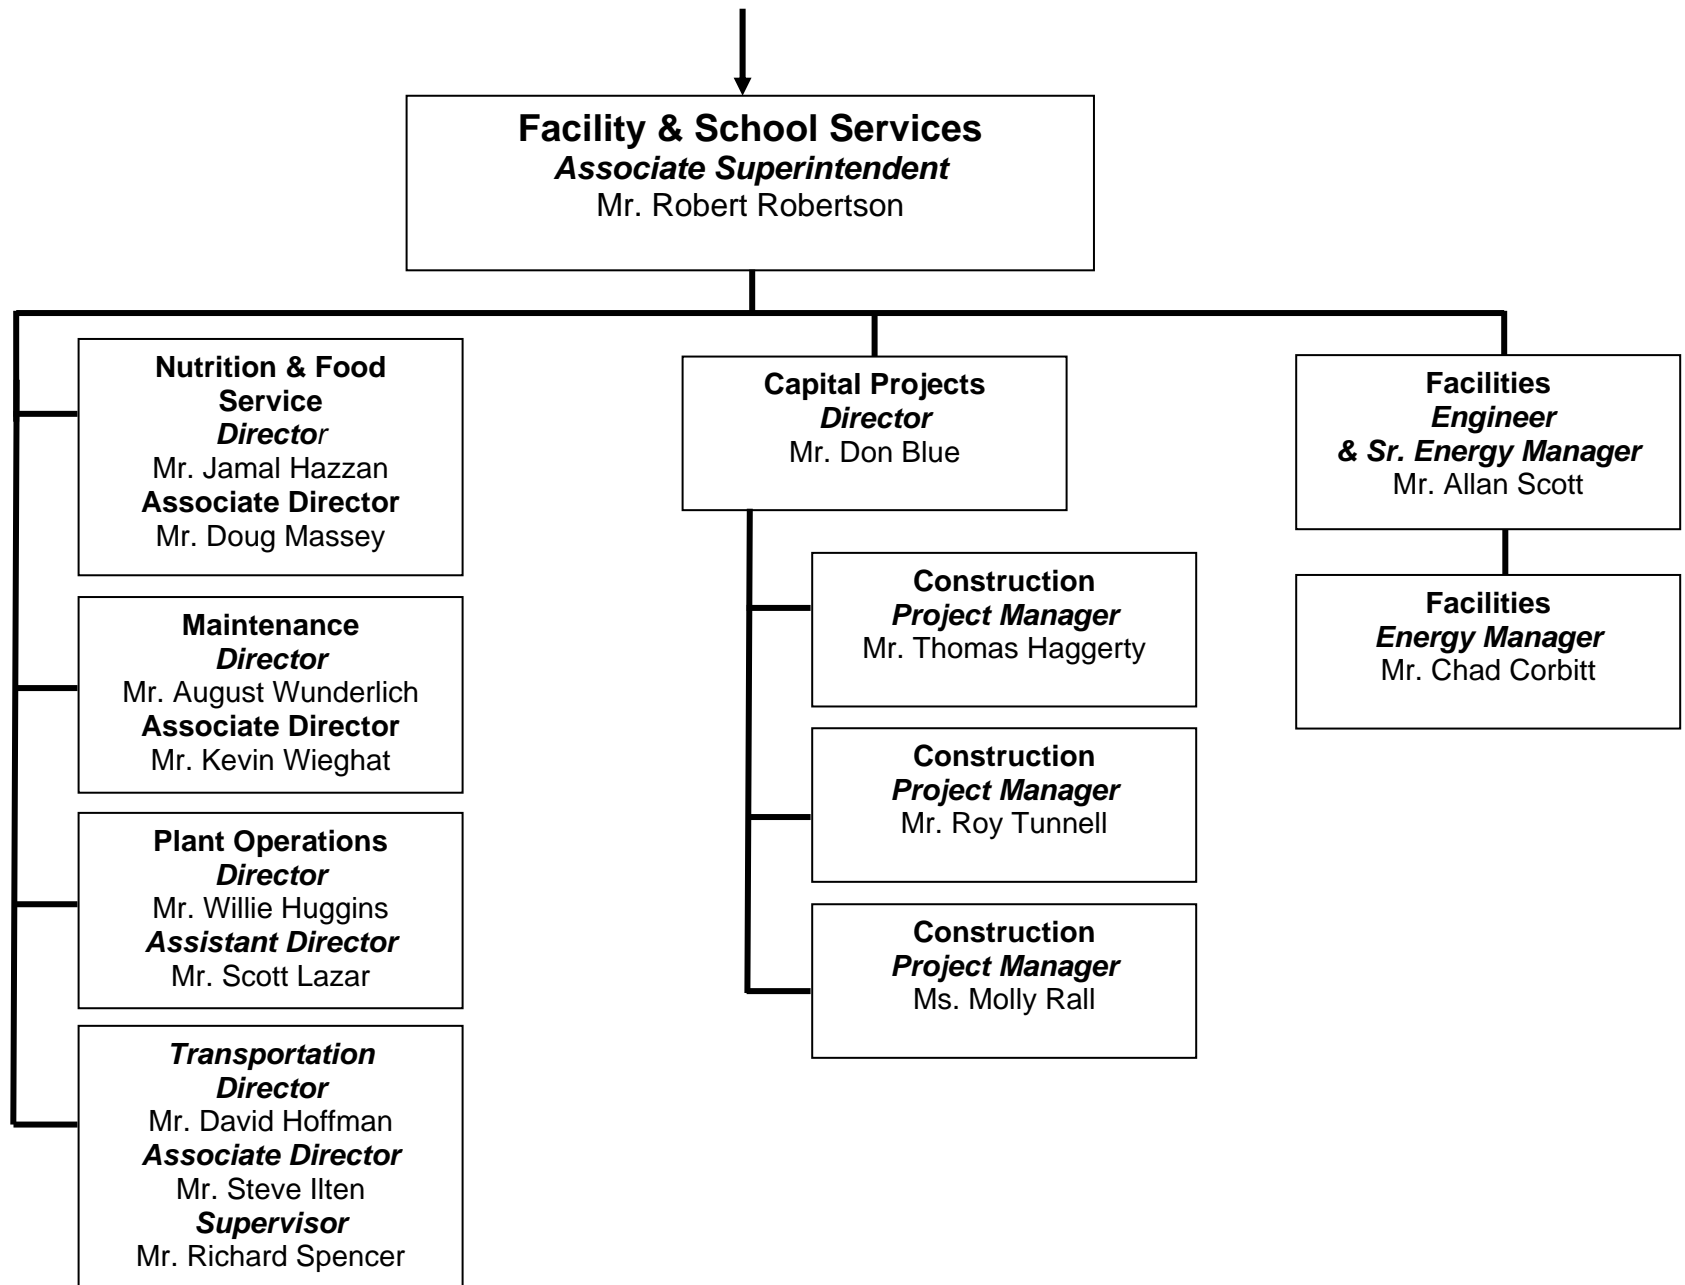 Facility & School Services
Associate Superintendent
Mr. Robert Robertson
Nutrition & Food
Service
Director
Mr. Jamal Hazzan
Associate Director
Mr. Doug Massey
Maintenance
Director
Mr. August Wunderlich
Associate Director
Mr. Kevin Wieghat
Plant Operations
Director
Mr. Willie Huggins
Assistant Director
Mr. Scott Lazar
Transportation
Director
Mr. David Hoffman
Associate Director
Mr. Steve Ilten
Supervisor
Mr. Richard Spencer
Capital Projects
Director
Mr. Don Blue
Construction
Project Manager
Mr. Thomas Haggerty
Construction
Project Manager
Mr. Roy Tunnell
Construction
Project Manager
Ms. Molly Rall
Facilities
Engineer
& Sr. Energy Manager
Mr. Allan Scott
Facilities
Energy Manager
Mr. Chad Corbitt